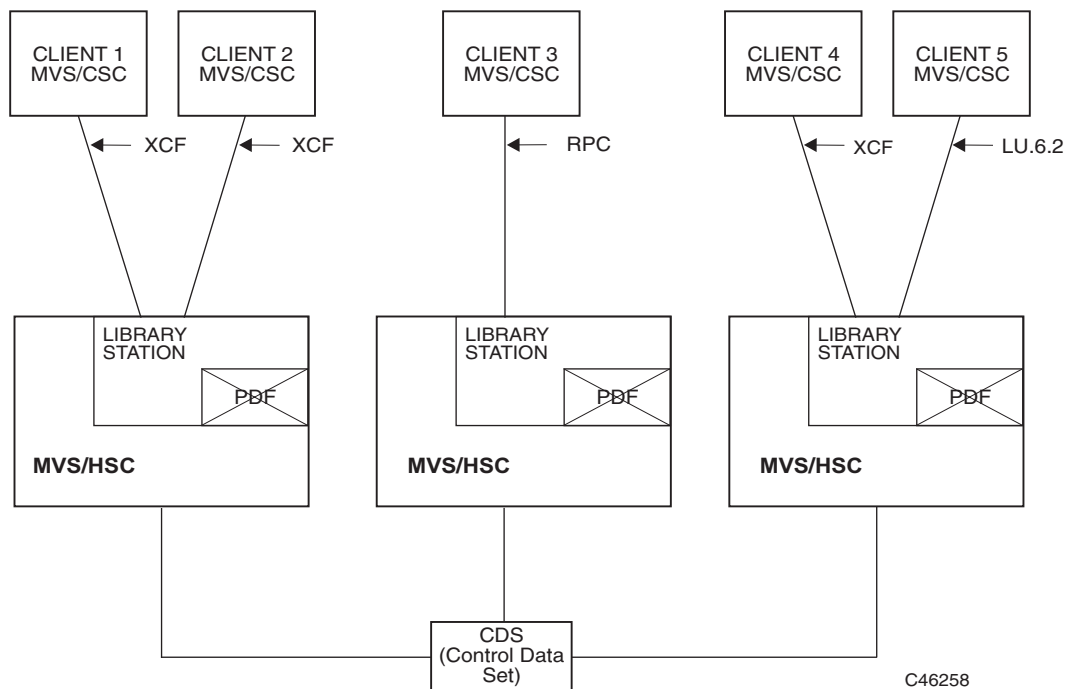 CLIENT 1
MVS/CSC
CLIENT 2
MVS/CSC
CLIENT 3
MVS/CSC
CLIENT 4
MVS/CSC
CLIENT 5
MVS/CSC
XCF
XCF
RPC
XCF
LU.6.2
LIBRARY
STATION
PDF
MVS/HSC
LIBRARY
STATION
PDF
MVS/HSC
LIBRARY
STATION
PDF
MVS/HSC
CDS
(Control Data
Set)
C46258